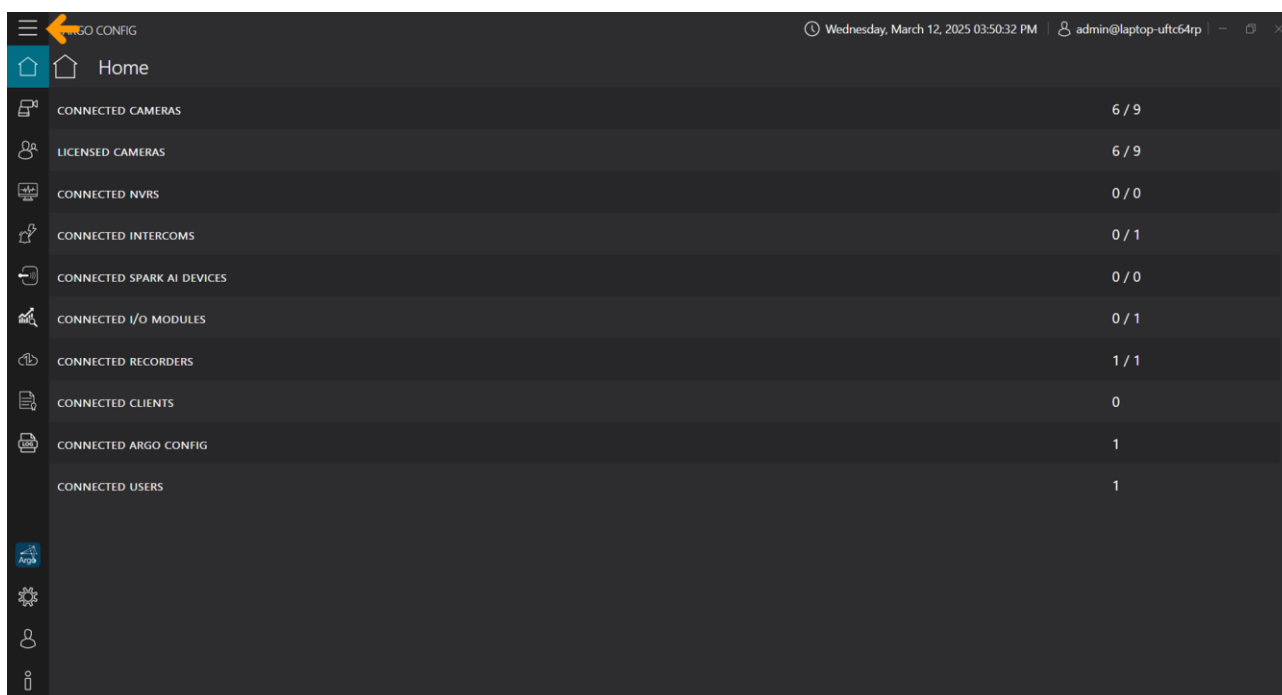 ARGO CONFIG
Wednesday, March 12, 2025 03:50:32 PM
admin@laptop-uftc64rp
Home
CONNECTED CAMERAS 6 / 9
LICENSED CAMERAS 6 / 9
CONNECTED NVRS 0 / 0
CONNECTED INTERCOMS 0 / 1
CONNECTED SPARK AI DEVICES 0 / 0
CONNECTED I/O MODULES 0 / 1
CONNECTED RECORDERS 1 / 1
CONNECTED CLIENTS 0
LOG
CONNECTED ARGO CONFIG 1
CONNECTED USERS 1
Argo